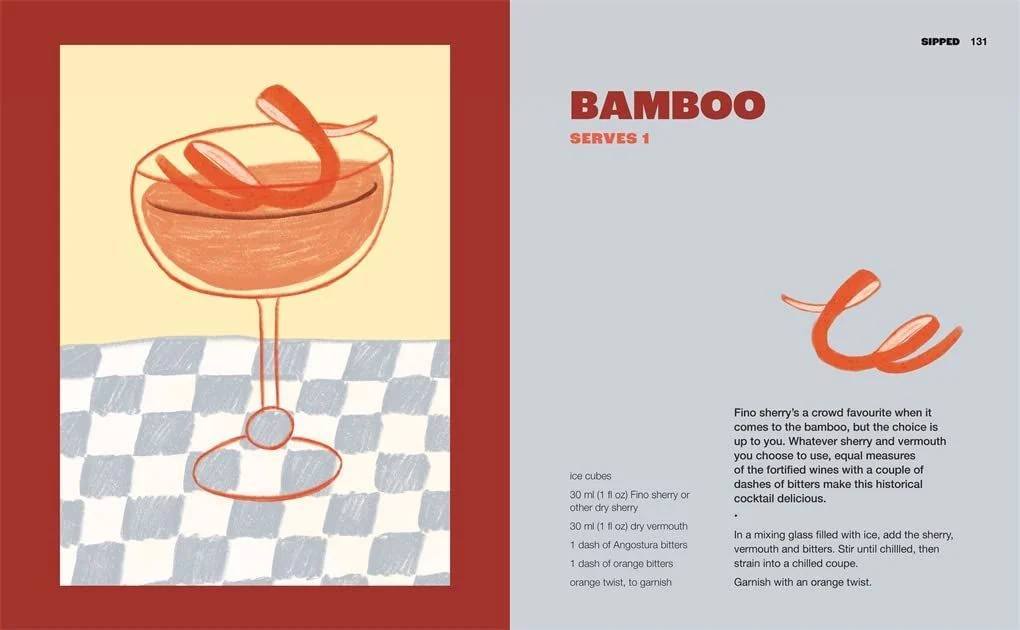 SIPPED 131
BAMBOO
SERVES 1
ice cubes
30 ml (1 fl oz) Fino sherry or
other dry sherry
30 ml (1 fl oz) dry vermouth
1 dash of Angostura bitters
1 dash of orange bitters
orange twist, to garnish
Fino sherry's a crowd favourite when it
comes to the bamboo, but the choice is
up to you. Whatever sherry and vermouth
you choose to use, equal measures
of the fortified wines with a couple of
dashes of bitters make this historical
cocktail delicious.
•
In a mixing glass filled with ice, add the sherry,
vermouth and bitters. Stir until chillled, then
strain into a chilled coupe.
Garnish with an orange twist.